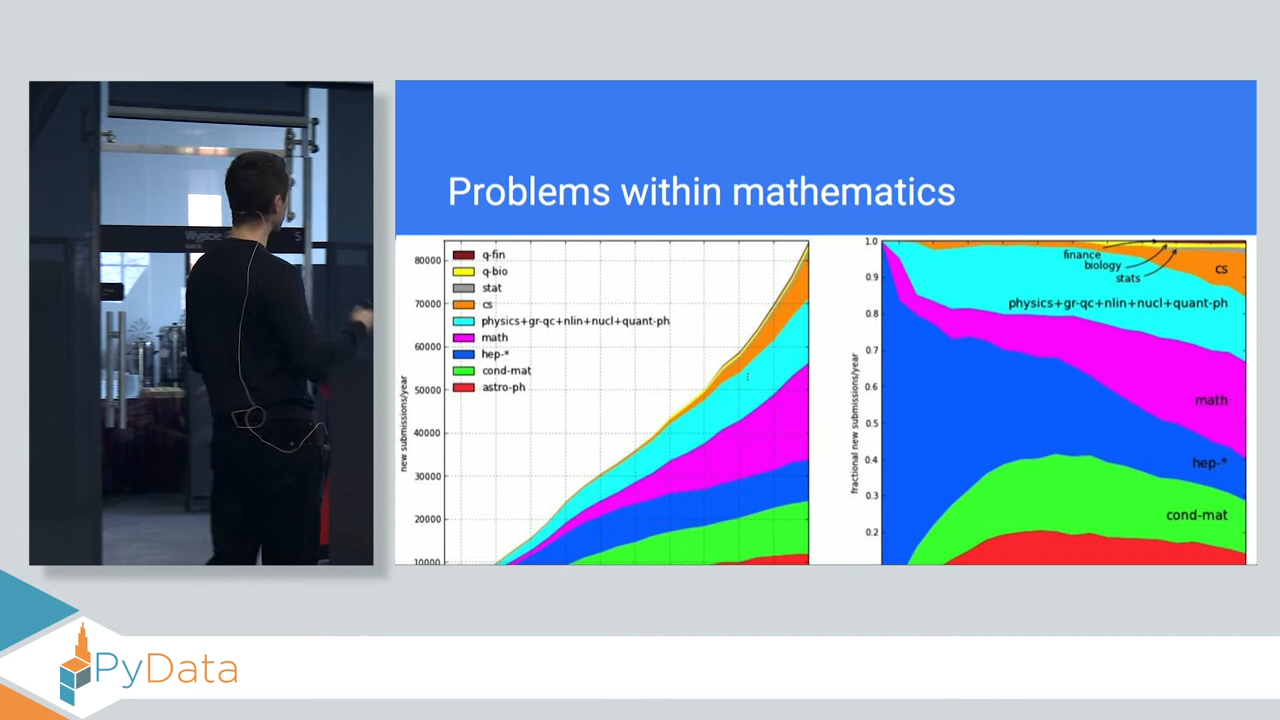 Problems within mathematics
Wyjście
5
q-fin
q-bio
stat
cs
physics+gr-qc+nlin+nucl+quant-ph
math
hep-*
cond-mat
astro-ph
80000
70000
60000
50000
40000
30000
20000
10000
new submissions/year
1.0
0.9
0.8
0.7
0.6
0.5
0.4
0.3
0.2
fractional new submissions/year
finance
biology
stats
cs
physics+gr-qc+nlin+nucl+quant-ph
math
hep-*
cond-mat
PyData